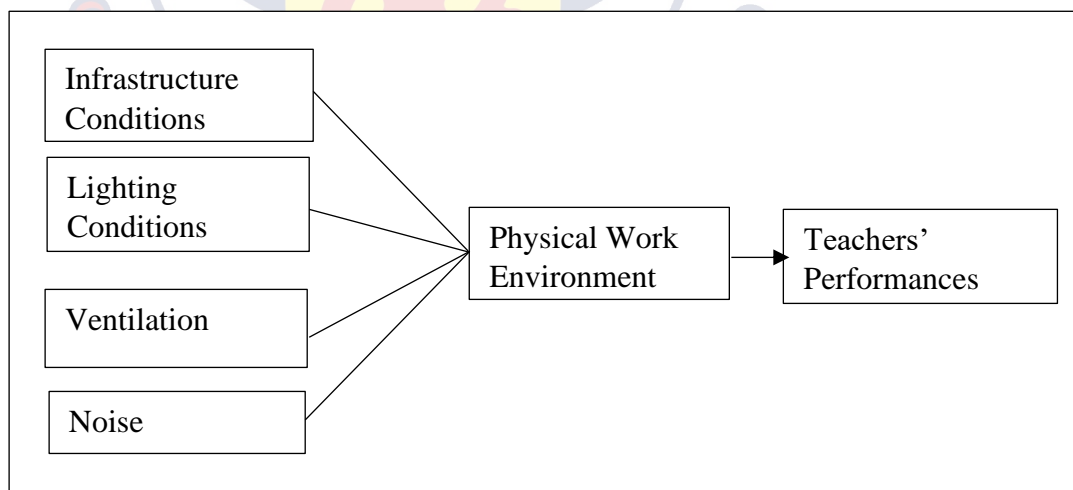 Infrastructure
Conditions
Lighting
Conditions
Ventilation
Noise
Physical Work
Environment
Teachers’
Performances